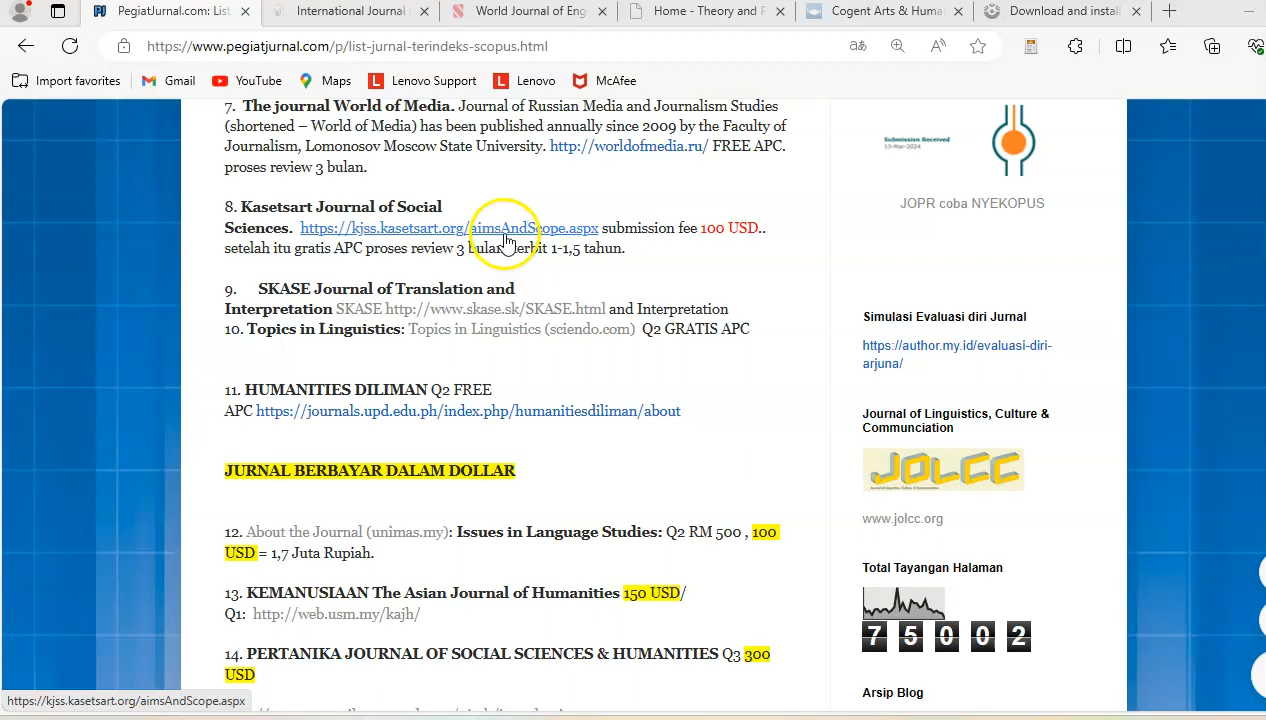 PegiatJurnal.com: List
International Journal
World Journal of Eng
Home - Theory and P
Cogent Arts & Huma
Download and install
https://www.pegiatjurnal.com/p/list-jurnal-terindeks-scopus.html
Import favorites
Gmail
YouTube
Maps
Lenovo Support
Lenovo
McAfee
7. The journal World of Media. Journal of Russian Media and Journalism Studies
(shortened – World of Media) has been published annually since 2009 by the Faculty of
Jornalism, Lononosov Moscow State University. http://worldofmedia.ru/ FREE APC.
proses review 3 bulan.
8. Kasetsart Journal of Social
Sciences. https://kjss.kasetsart.org/aimsAndScope.aspx submission fee 100 USD..
setelah itu gratis APC proses review 3 bulan terbit 1-1,5 tahun.
9. SKASE Journal of Translation and
Interpretation SKASE http://www.skase.sk/SKASE.html and Interpretation
10. Topics in Linguistics: Topics in Linguistics (sciendo.com) Q2 GRATIS APC
11. HUMANITIES DILIMAN Q2 FREE
APC https://journals.upd.edu.ph/index.php/humanitiesdiliman/about
JURNAL BERBAYAR DALAM DOLLAR
12. About the Journal (unimas.my): Issues in Language Studies: Q2 RM 500 , 100
USD = 1,7 Juta Rupiah.
13. KEMANUSIAAN The Asian Journal of Humanities 150 USD/
Q1: http://web.usm.my/kajh/
14. PERTANIKA JOURNAL OF SOCIAL SCIENCES & HUMANITIES Q3 300
USD
Submission Received
13-Mar-2024
JOPR coba NYEKOPUS
Simulasi Evaluasi diri Jurnal
https://author.my.id/evaluasi-diri-
arjuna/
Journal of Linguistics, Culture &
Communciation
JOLCC
www.jolcc.org
Total Tayangan Halaman
75002
Arsip Blog
https://kjss.kasetsart.org/aimsAndScope.aspx